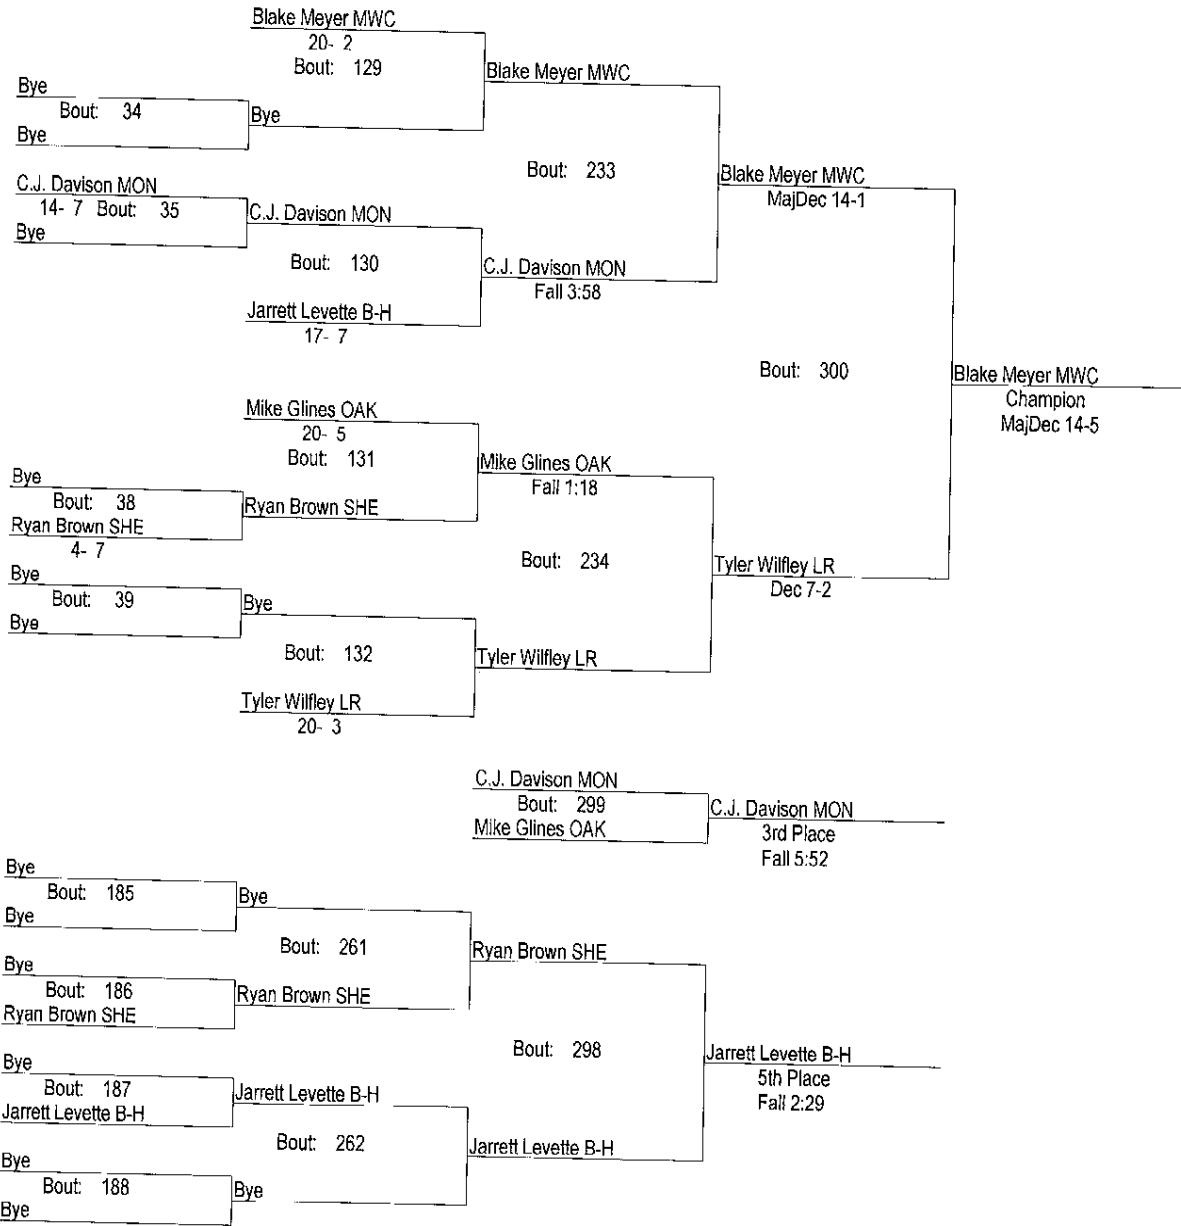 Blake Meyer MWC
20- 2
Bout: 129
Blake Meyer MWC
Bye
Bout: 34
Bye
Bye
Bout: 233
Blake Meyer MWC
MajDec 14-1
C.J. Davison MON
14- 7 Bout: 35
C.J. Davison MON
Bye
Bout: 130
C.J. Davison MON
Fall 3:58
Jarrett Levette B-H
17- 7
Bout: 300
Blake Meyer MWC
Champion
MajDec 14-5
Mike Glines OAK
20- 5
Bout: 131
Mike Glines OAK
Fall 1:18
Bye
Bout: 38
Ryan Brown SHE
Ryan Brown SHE
4- 7
Bout: 234
Tyler Wilfley LR
Dec 7-2
Bye
Bout: 39
Bye
Bye
Bout: 132
Tyler Wilfley LR
Tyler Wilfley LR
20- 3
C.J. Davison MON
Bout: 299
C.J. Davison MON
Mike Glines OAK
3rd Place
Fall 5:52
Bye
Bout: 185
Bye
Bye
Bout: 261
Ryan Brown SHE
Bye
Bout: 186
Ryan Brown SHE
Ryan Brown SHE
Bout: 298
Jarrett Levette B-H
5th Place
Fall 2:29
Bye
Bout: 187
Jarrett Levette B-H
Jarrett Levette B-H
Bout: 262
Jarrett Levette B-H
Bye
Bout: 188
Bye
Bye